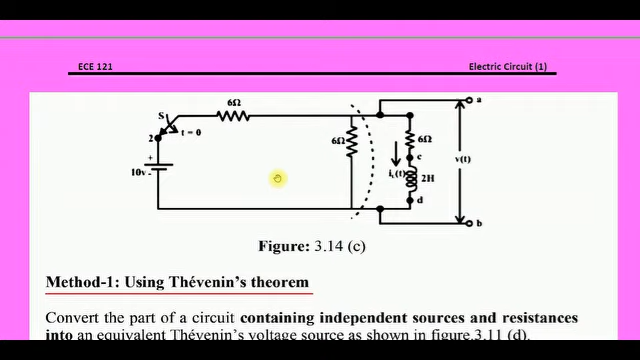 ECE 121
Electric Circuit (1)
6Ω
a
S
t = 0
2
6Ω
6Ω
+
c
v(t)
10v -
iL(t)
2H
d
b
Figure: 3.14 (c)
Method-1: Using Thévenin's theorem
Convert the part of a circuit containing independent sources and resistances
into an equivalent Thévenin's voltage source as shown in figure.3.11 (d).